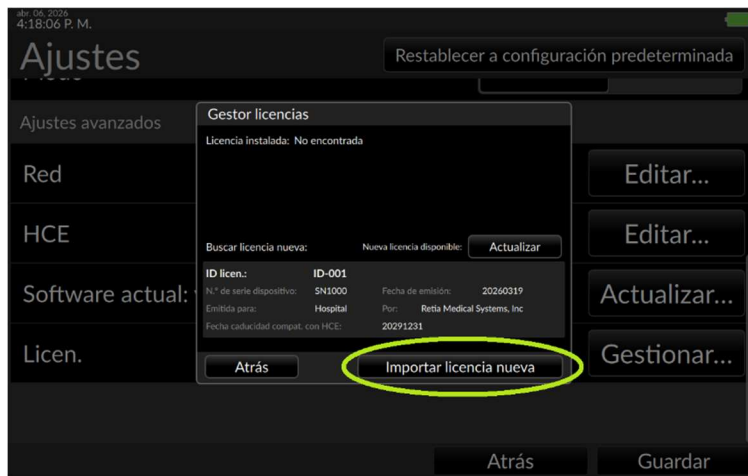 abr. 06, 2026
4:18:06 P. M.
Ajustes
Restablecer a configuración predeterminada
Ajustes avanzados
Gestor licencias
Licencia instalada: No encontrada
Red
Editar...
HCE
Editar...
Buscar licencia nueva:
Nueva licencia disponible:
Actualizar
ID licen.: ID-001
N.º de serie dispositivo: SN1000 Fecha de emisión: 20260319
Emitida para: Hospital Por: Retia Medical Systems, Inc
Fecha caducidad compat. con HCE: 20291231
Software actual:
Actualizar...
Licen.
Gestionar...
Atrás
Importar licencia nueva
Atrás
Guardar